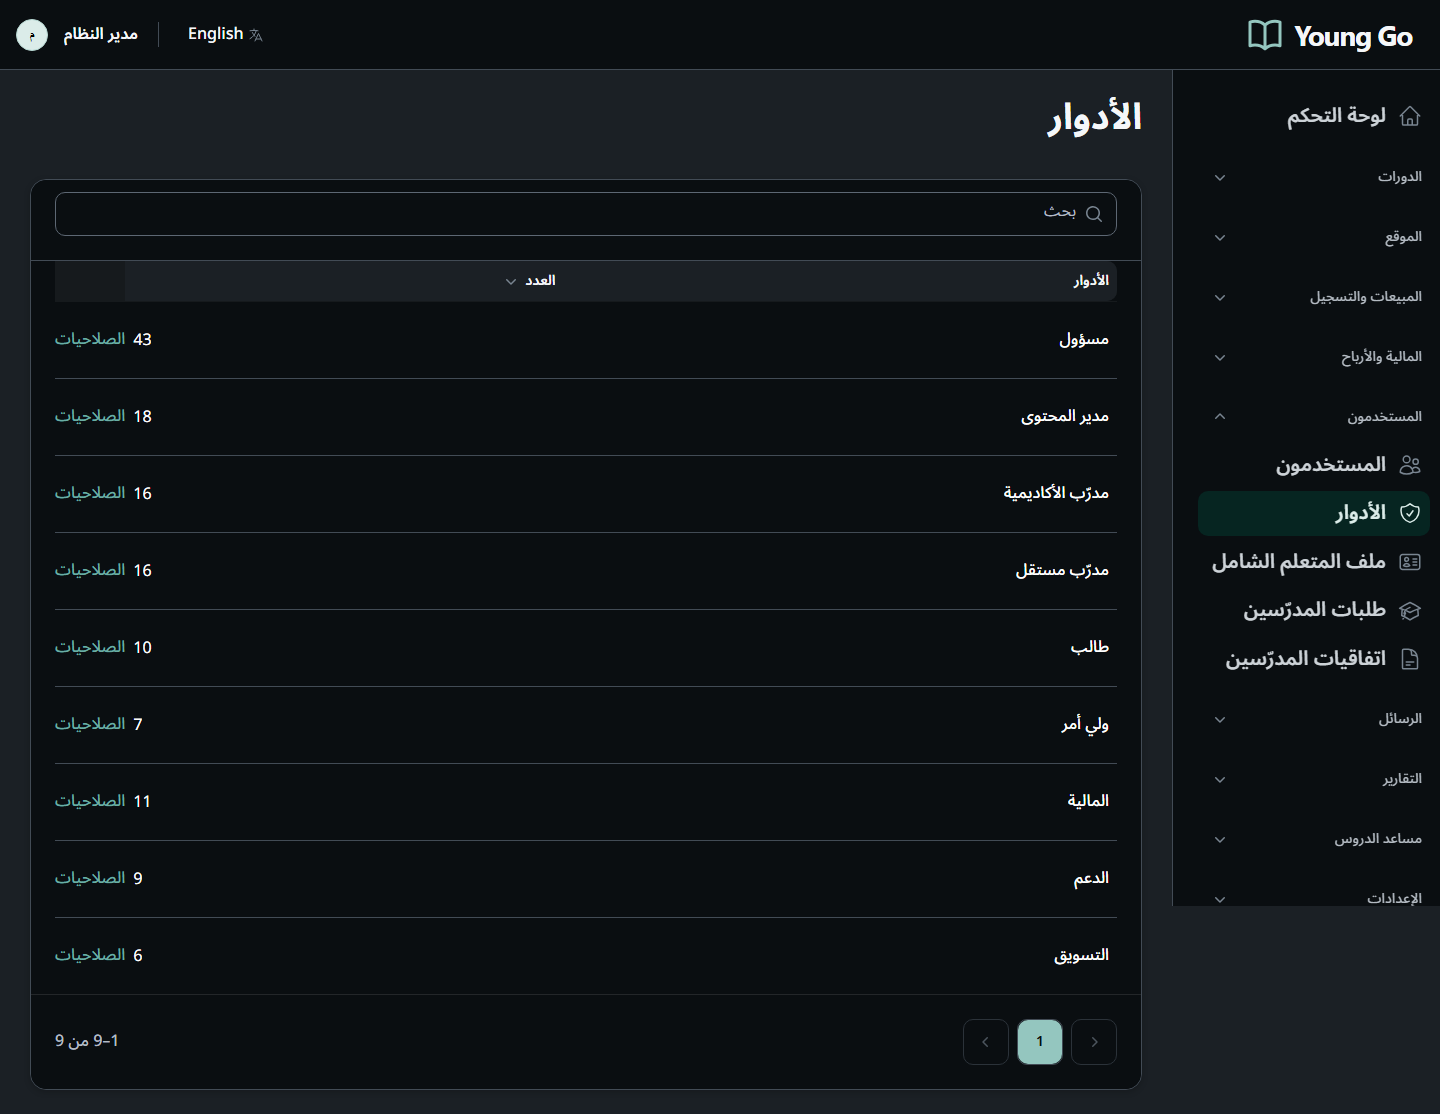 Young Go
English
مدير النظام
م
لوحة التحكم
الدورات
الموقع
المبيعات والتسجيل
المالية والأرباح
المستخدمون
المستخدمون
الأدوار
ملف المتعلم الشامل
طلبات المدرّسين
اتفاقيات المدرّسين
الرسائل
التقارير
مساعد الدروس
الإعدادات
الأدوار
بحث
الأدوار العدد
مسؤول 43 الصلاحيات
مدير المحتوى 18 الصلاحيات
مدرّب الأكاديمية 16 الصلاحيات
مدرّب مستقل 16 الصلاحيات
طالب 10 الصلاحيات
ولي أمر 7 الصلاحيات
المالية 11 الصلاحيات
الدعم 9 الصلاحيات
التسويق 6 الصلاحيات
1
1–9 من 9